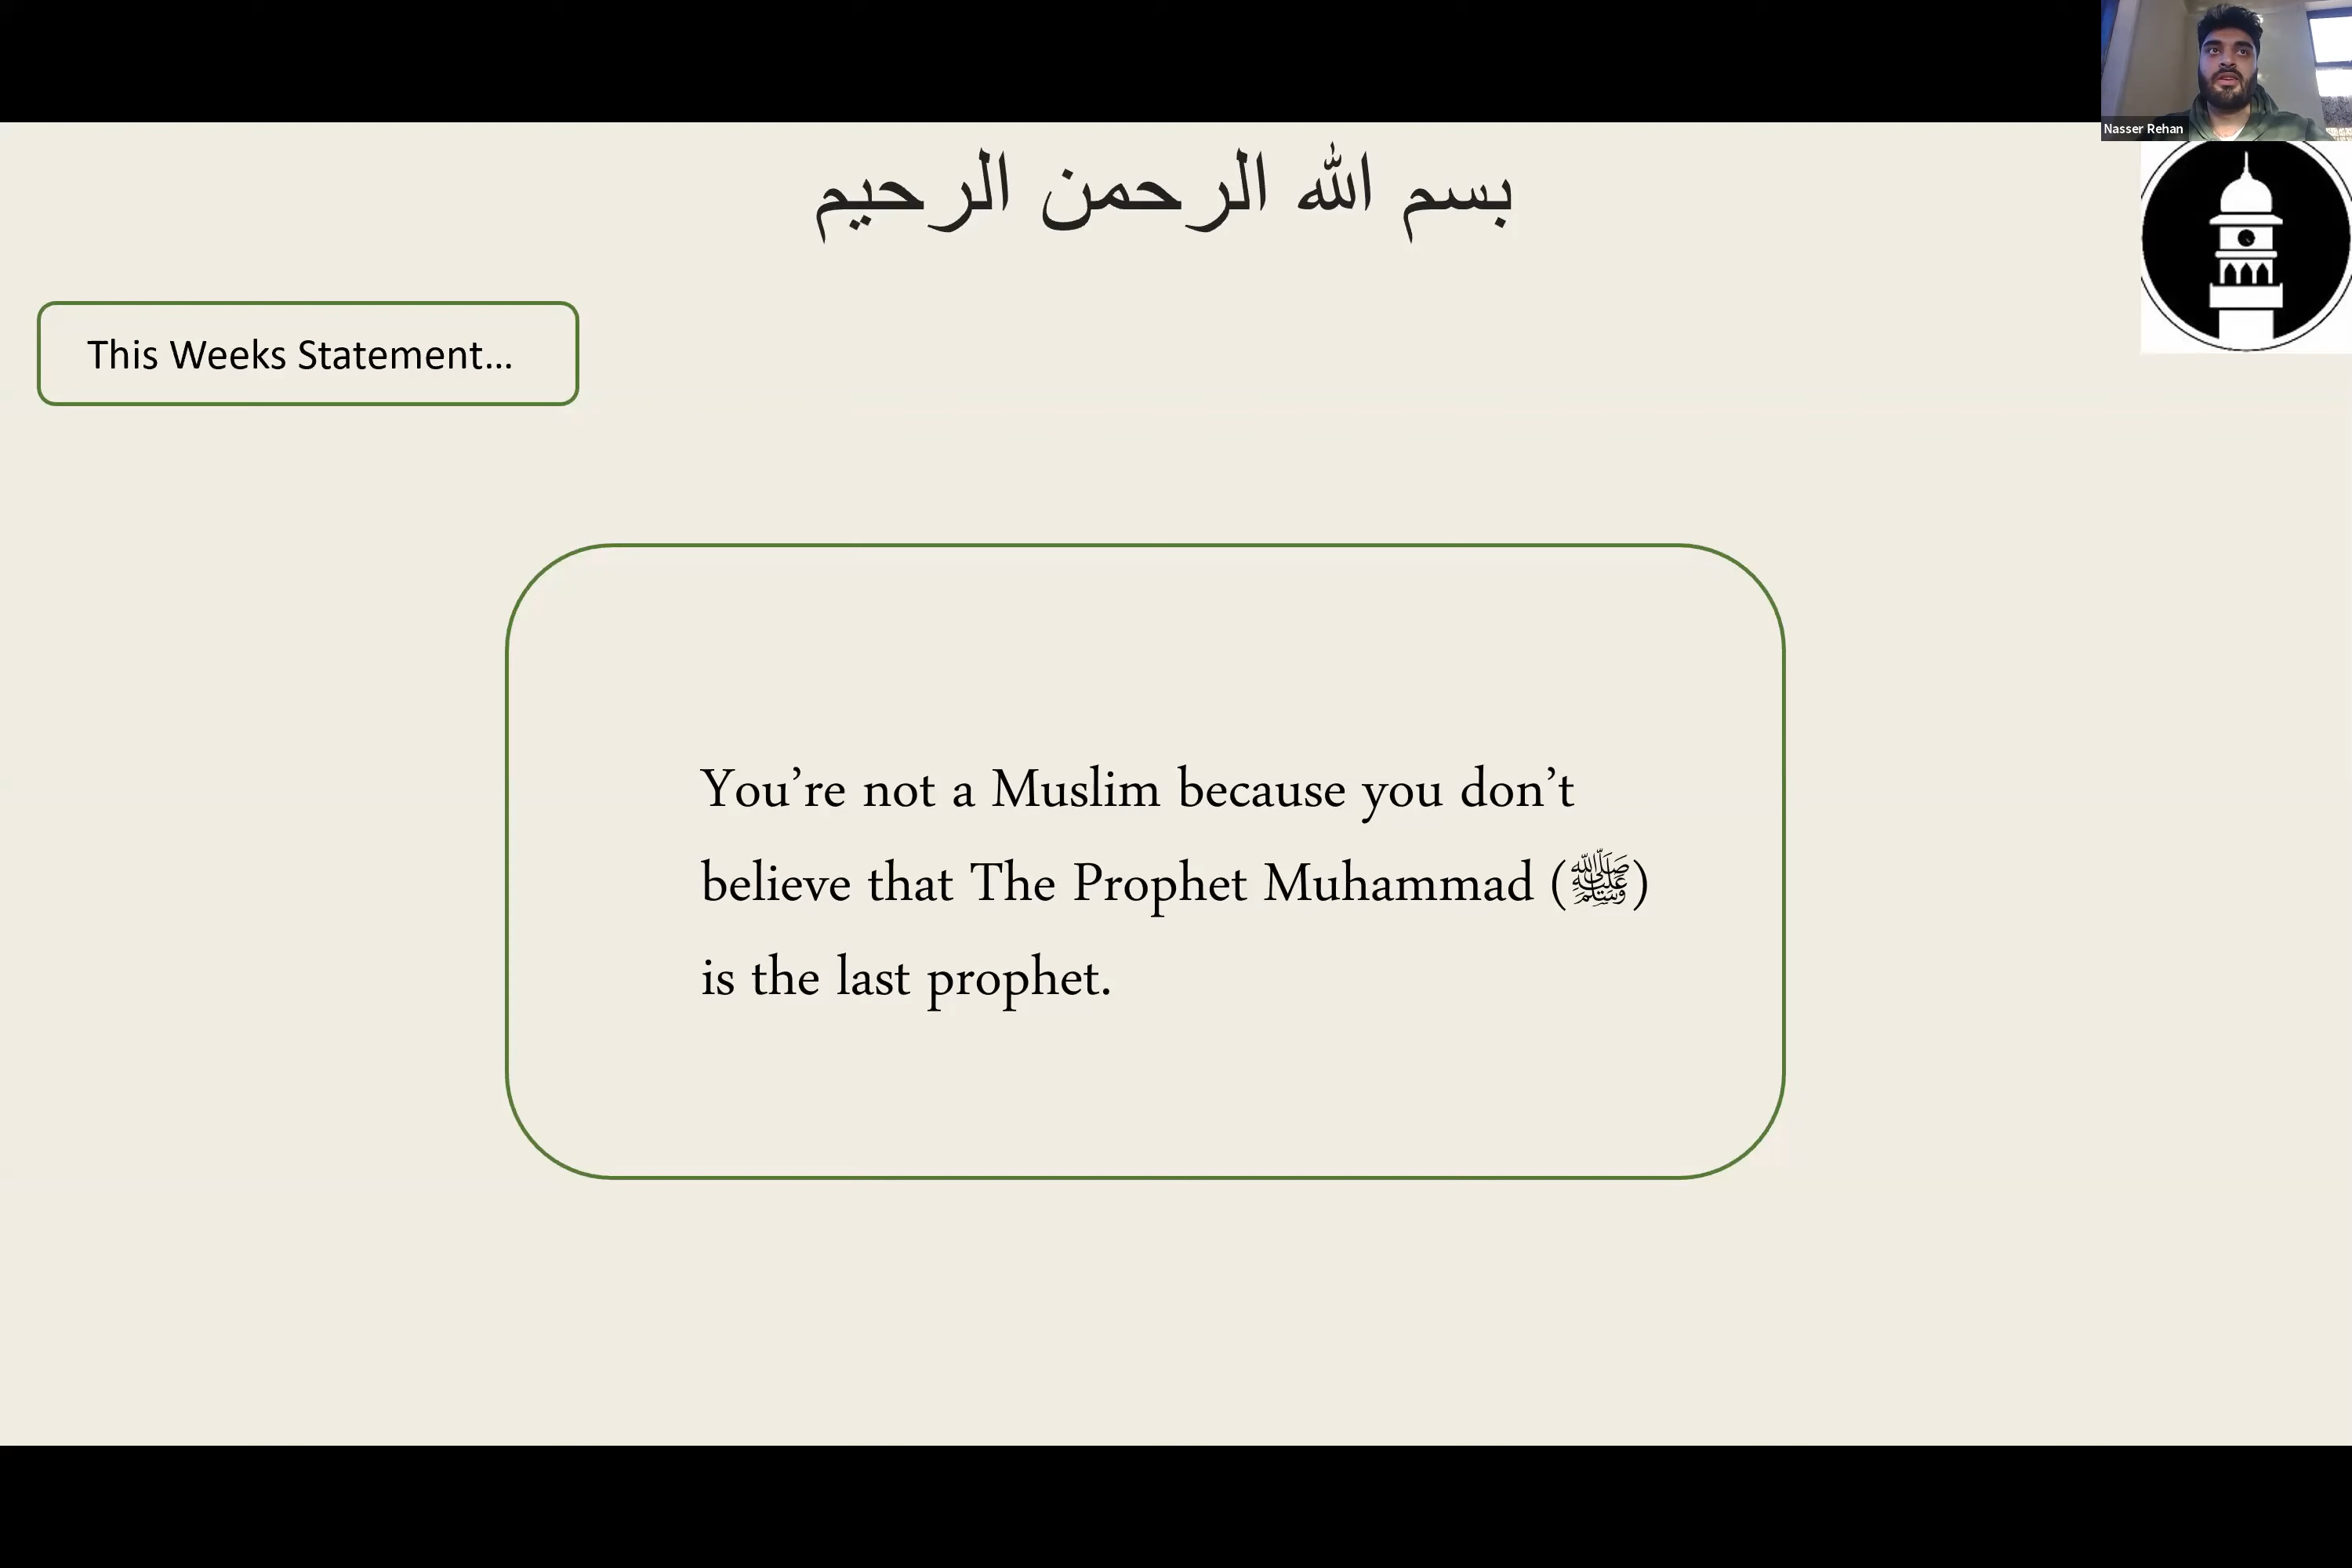 Nasser Rehan
بسم الله الرحمن الرحيم
This Weeks Statement...
You’re not a Muslim because you don’t
believe that The Prophet Muhammad (ﷺ)
is the last prophet.